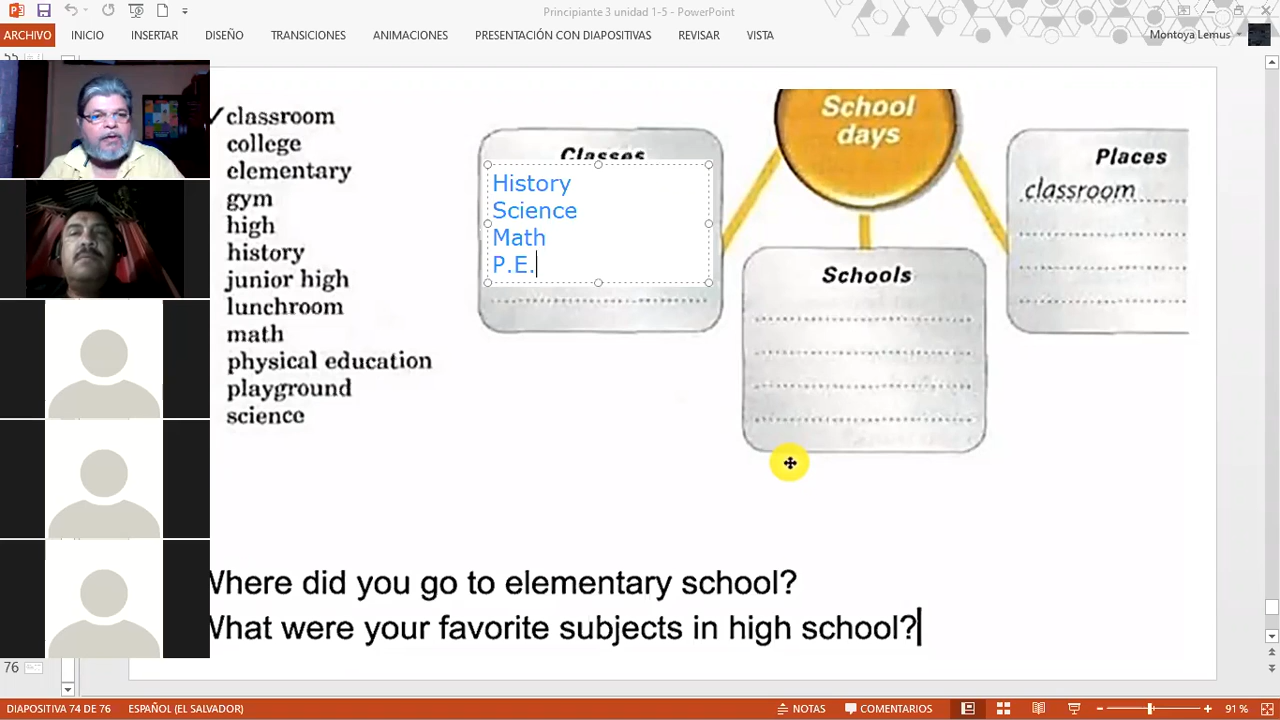 Principiante 3 unidad 1-5 - PowerPoint
ARCHIVO INICIO INSERTAR DISEÑO TRANSICIONES ANIMACIONES PRESENTACIÓN CON DIAPOSITIVAS REVISAR VISTA
Montoya Lemus
classroom
college
elementary
gym
high
history
junior high
lunchroom
math
physical education
playground
science
School
days
Classes
History
Science
Math
P.E.
Schools
Places
classroom
Where did you go to elementary school?
What were your favorite subjects in high school?
76
DIAPOSITIVA 74 DE 76 ESPAÑOL (EL SALVADOR) NOTAS COMENTARIOS 91 %